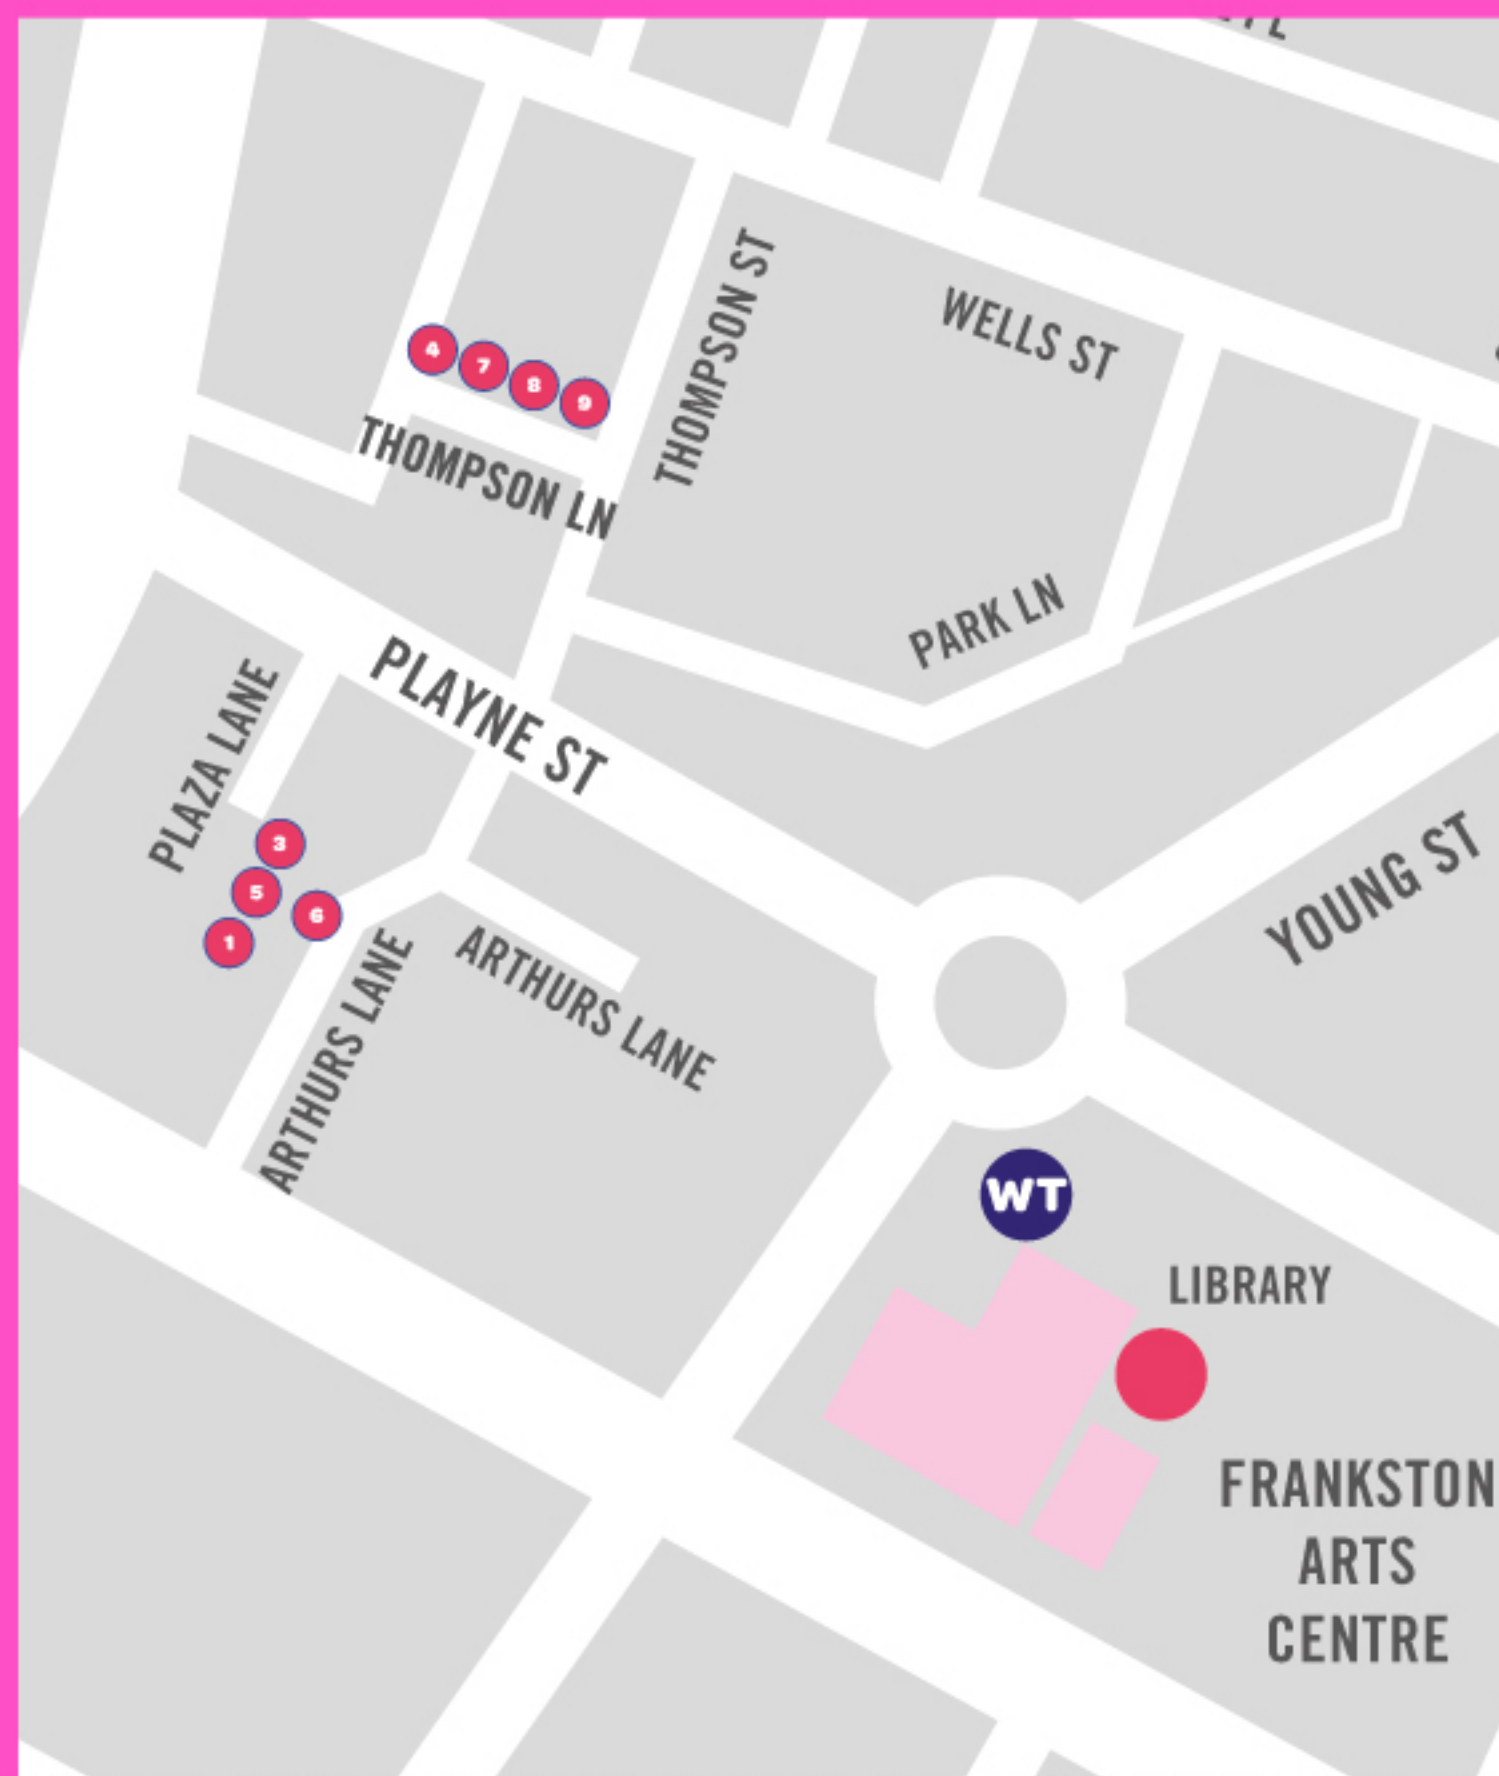 THOMPSON ST
WELLS ST
4
7
8
9
THOMPSON LN
PARK LN
PLAYNE ST
PLAZA LANE
3
5
6
1
YOUNG ST
ARTHURS LANE
ARTHURS LANE
WT
LIBRARY
FRANKSTON
ARTS
CENTRE